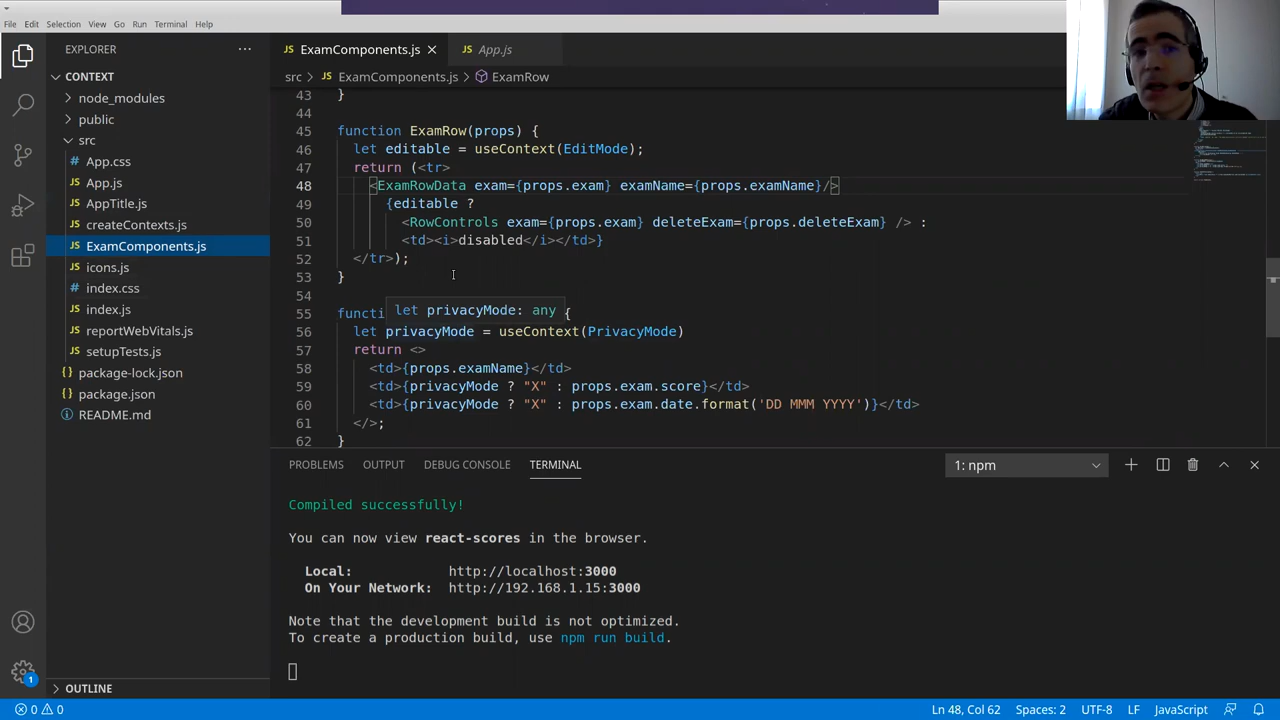 File Edit Selection View Go Run Terminal Help
EXPLORER
CONTEXT
node_modules
public
src
App.css
App.js
AppTitle.js
createContexts.js
ExamComponents.js
icons.js
index.css
index.js
reportWebVitals.js
setupTests.js
package-lock.json
package.json
README.md
OUTLINE
JS ExamComponents.js JS App.js
src > JS ExamComponents.js > ExamRow
43 }
44
45 function ExamRow(props) {
46 let editable = useContext(EditMode);
47 return (<tr>
48 <ExamRowData exam={props.exam} examName={props.examName}/>
49 {editable ?
50 <RowControls exam={props.exam} deleteExam={props.deleteExam} /> :
51 <td><i>disabled</i></td>}
52 </tr>);
53 }
54
let privacyMode: any
55 functi {
56 let privacyMode = useContext(PrivacyMode)
57 return <>
58 <td>{props.examName}</td>
59 <td>{privacyMode ? "X" : props.exam.score}</td>
60 <td>{privacyMode ? "X" : props.exam.date.format('DD MMM YYYY')}</td>
61 </>;
62 }
PROBLEMS OUTPUT DEBUG CONSOLE TERMINAL 1: npm
Compiled successfully!
You can now view react-scores in the browser.
Local: http://localhost:3000
On Your Network: http://192.168.1.15:3000
Note that the development build is not optimized.
To create a production build, use npm run build.
1
0 0 Ln 48, Col 62 Spaces: 2 UTF-8 LF JavaScript